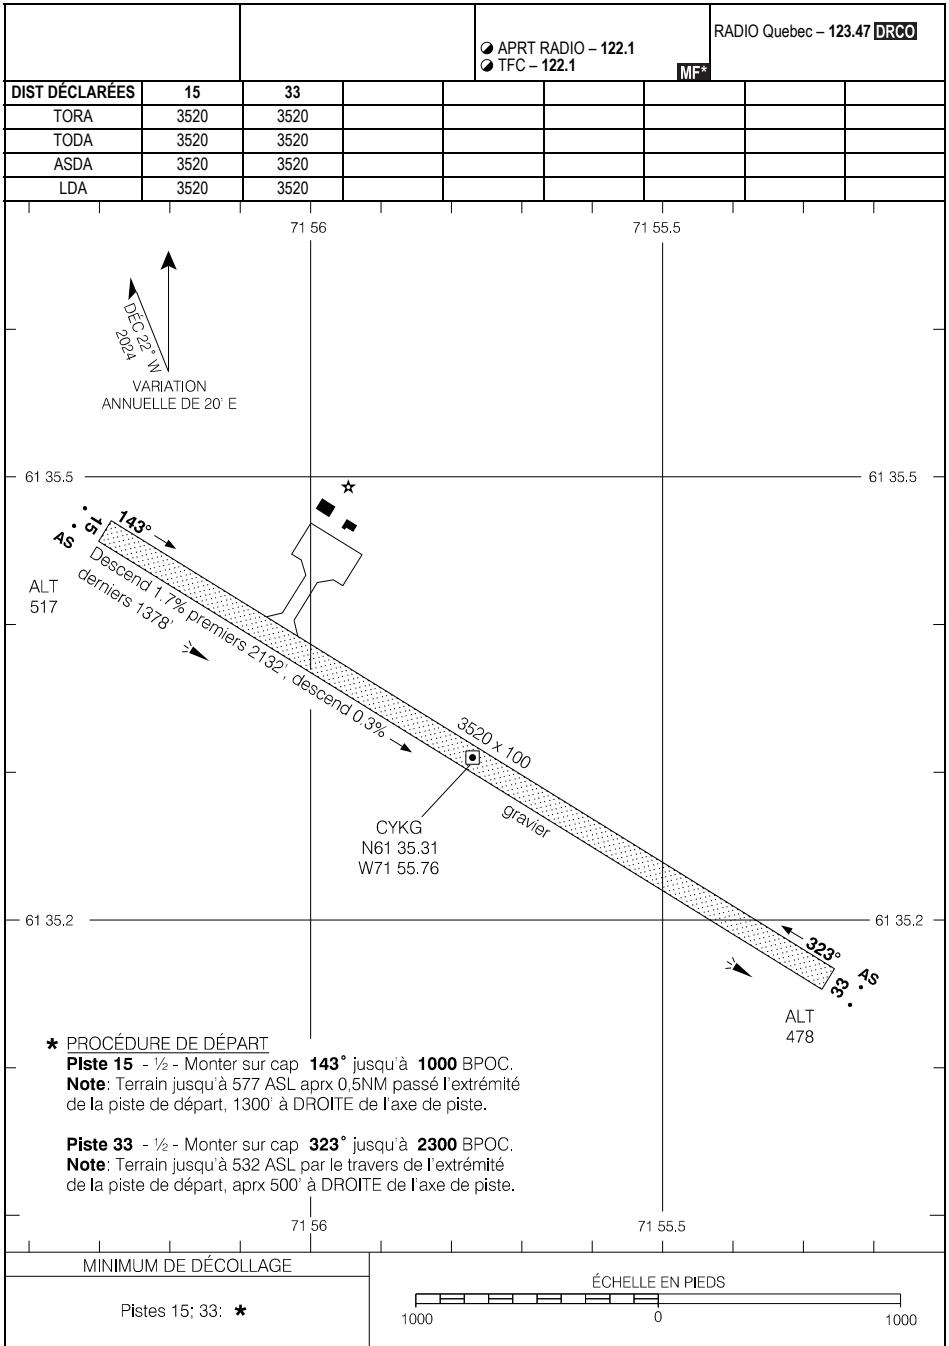 APRT RADIO – 122.1
TFC – 122.1
MF*
RADIO Quebec – 123.47 DRCO
DIST DÉCLARÉES 15 33
TORA 3520 3520
TODA 3520 3520
ASDA 3520 3520
LDA 3520 3520
71 56 71 55.5
DÉC 22° W
2024
VARIATION
ANNUELLE DE 20' E
61 35.5 61 35.5
AS
15
143°
ALT
517
Descend 1.7% premiers 2132', descend 0.3%
derniers 1378'
3520 x 100
gravier
CYKG
N61 35.31
W71 55.76
61 35.2 61 35.2
323°
33
AS
ALT
478
* PROCÉDURE DE DÉPART
Piste 15 - ½ - Monter sur cap 143° jusqu'à 1000 BPOC.
Note: Terrain jusqu'à 577 ASL aprx 0,5NM passé l'extrémité
de la piste de départ, 1300' à DROITE de l'axe de piste.
Piste 33 - ½ - Monter sur cap 323° jusqu'à 2300 BPOC.
Note: Terrain jusqu'à 532 ASL par le travers de l'extrémité
de la piste de départ, aprx 500' à DROITE de l'axe de piste.
71 56 71 55.5
MINIMUM DE DÉCOLLAGE
Pistes 15; 33: *
ÉCHELLE EN PIEDS
1000 0 1000